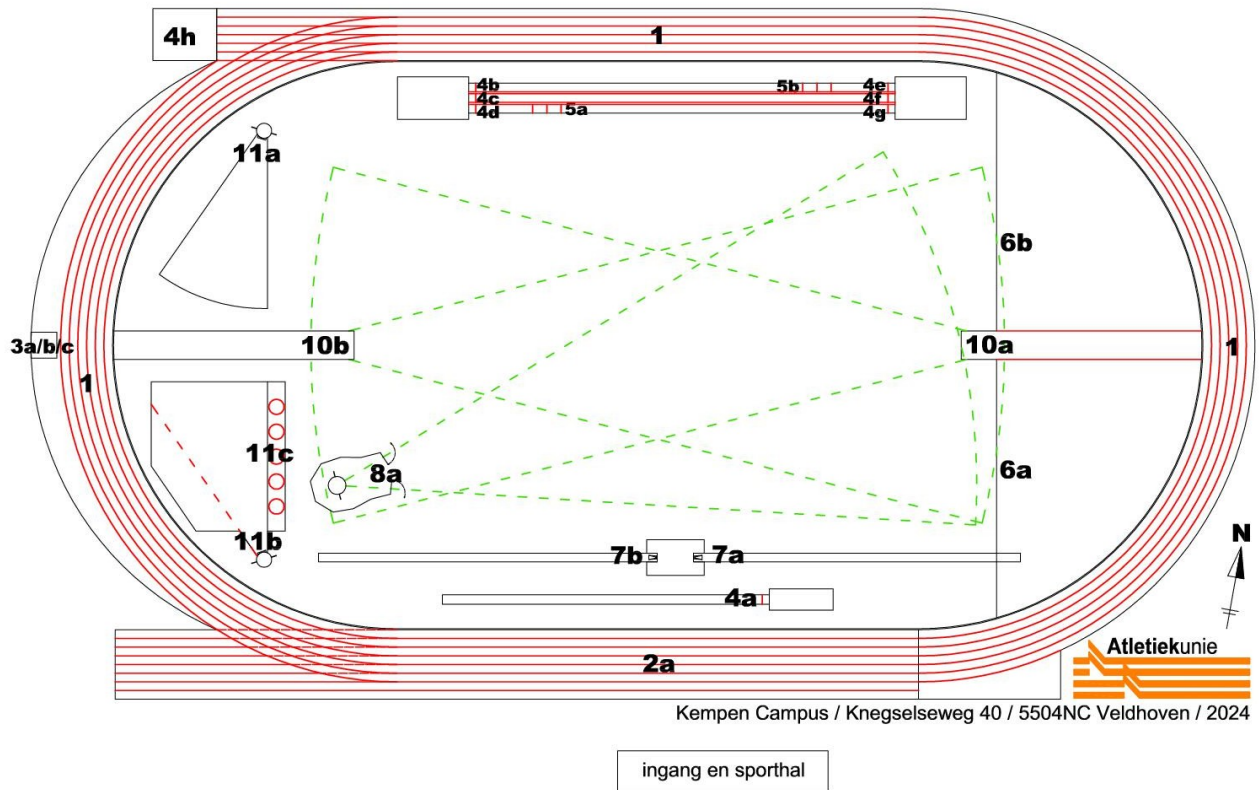 4h
1
4b
5b
4e
4c
4f
4d
5a
4g
11a
6b
3a/b/c
10b
10a
1
1
11c
8a
6a
11b
7b
7a
N
4a
Atletiekunie
2a
Kempen Campus / Knegselseweg 40 / 5504NC Veldhoven / 2024
ingang en sporthal